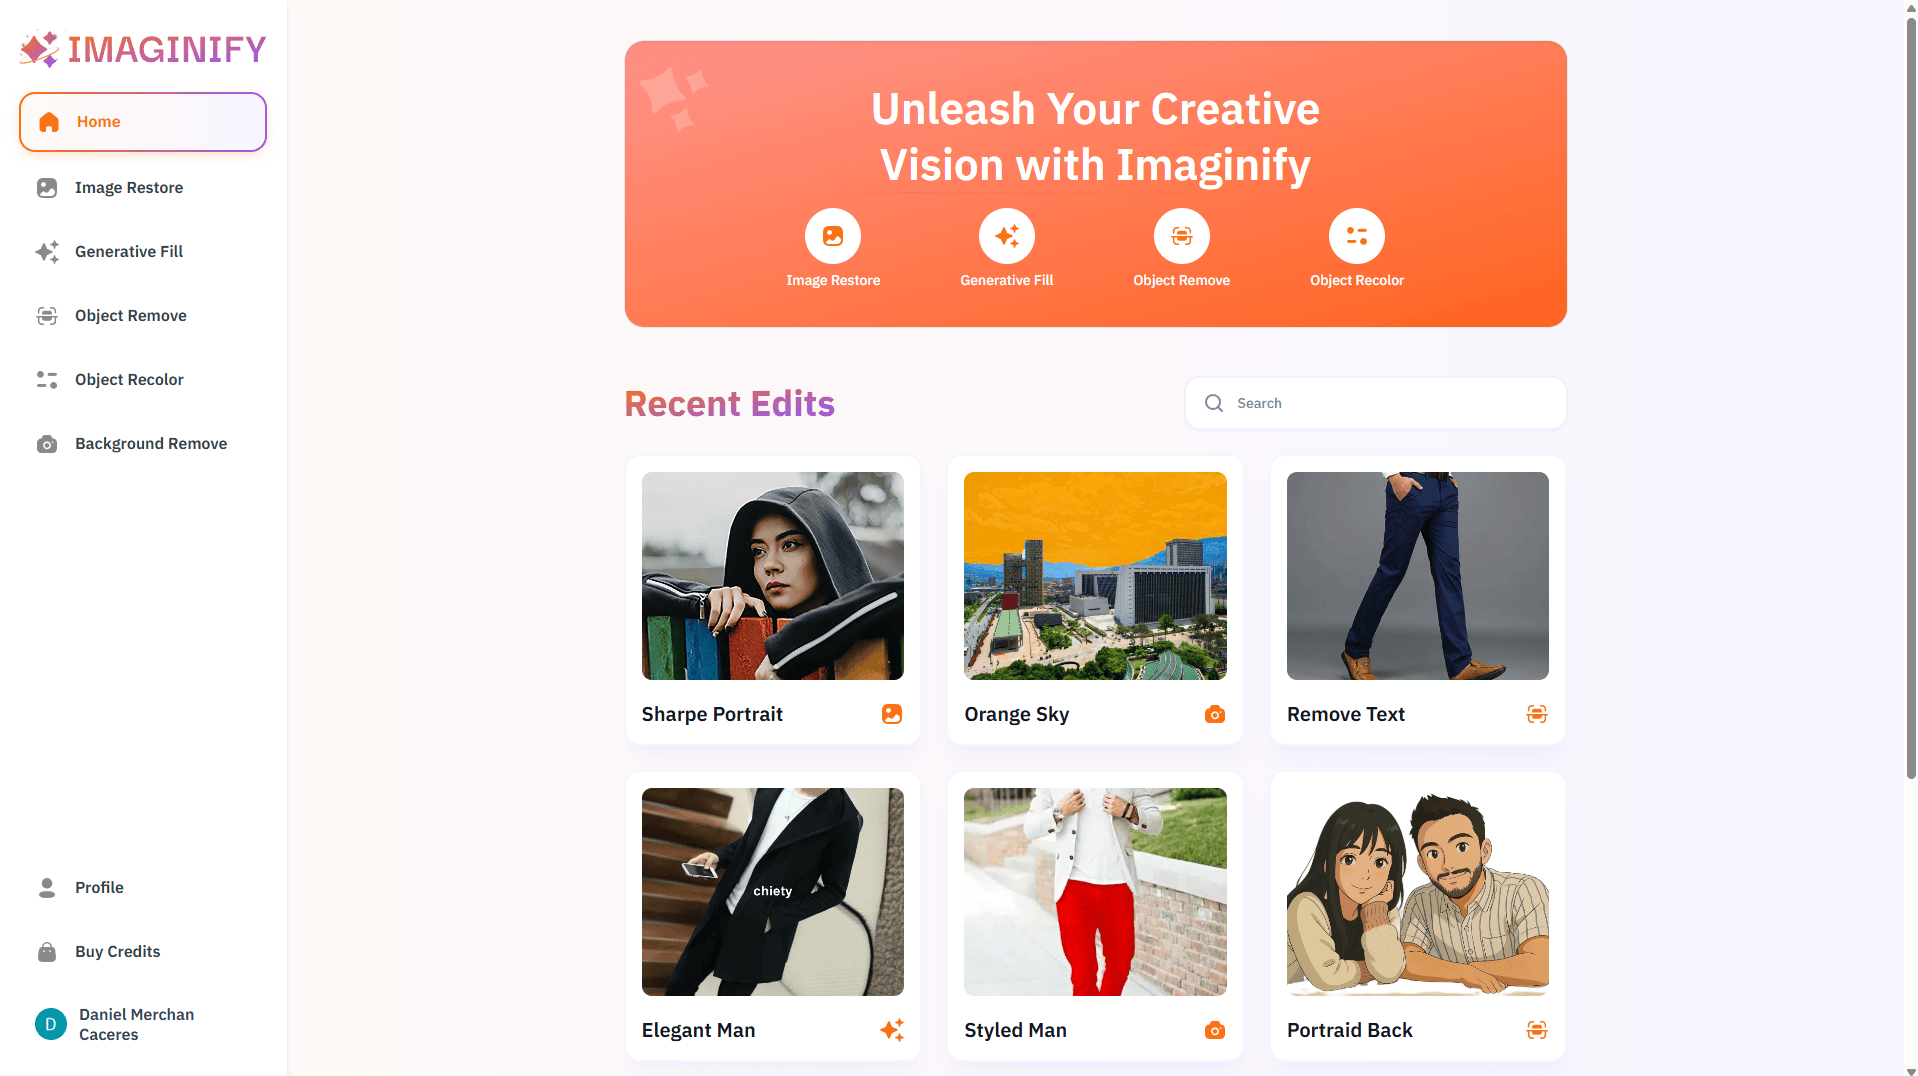 IMAGINIFY
Home
Image Restore
Generative Fill
Object Remove
Object Recolor
Background Remove
Profile
Buy Credits
D
Daniel Merchan
Caceres
Unleash Your Creative
Vision with Imaginify
Image Restore
Generative Fill
Object Remove
Object Recolor
Recent Edits
Search
Sharpe Portrait
Orange Sky
Remove Text
chiety
Elegant Man
Styled Man
Portraid Back